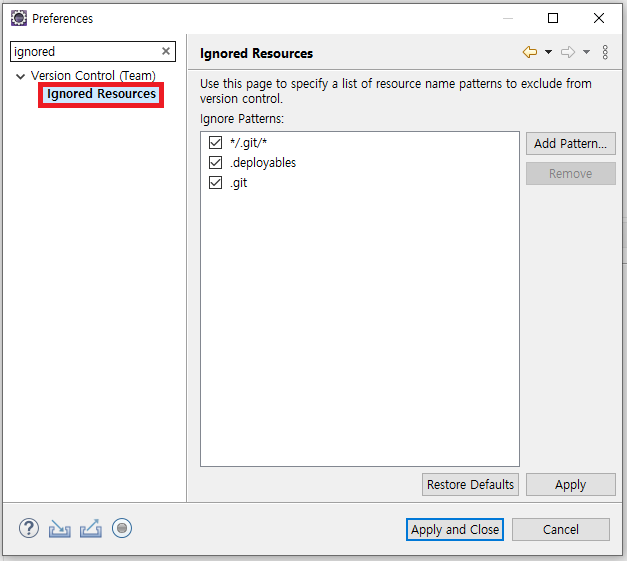 Preferences
ignored
Version Control (Team)
Ignored Resources
Ignored Resources
Use this page to specify a list of resource name patterns to exclude from
version control.
Ignore Patterns:
*/.git/*
.deployables
.git
Add Pattern...
Remove
Restore Defaults
Apply
Apply and Close
Cancel